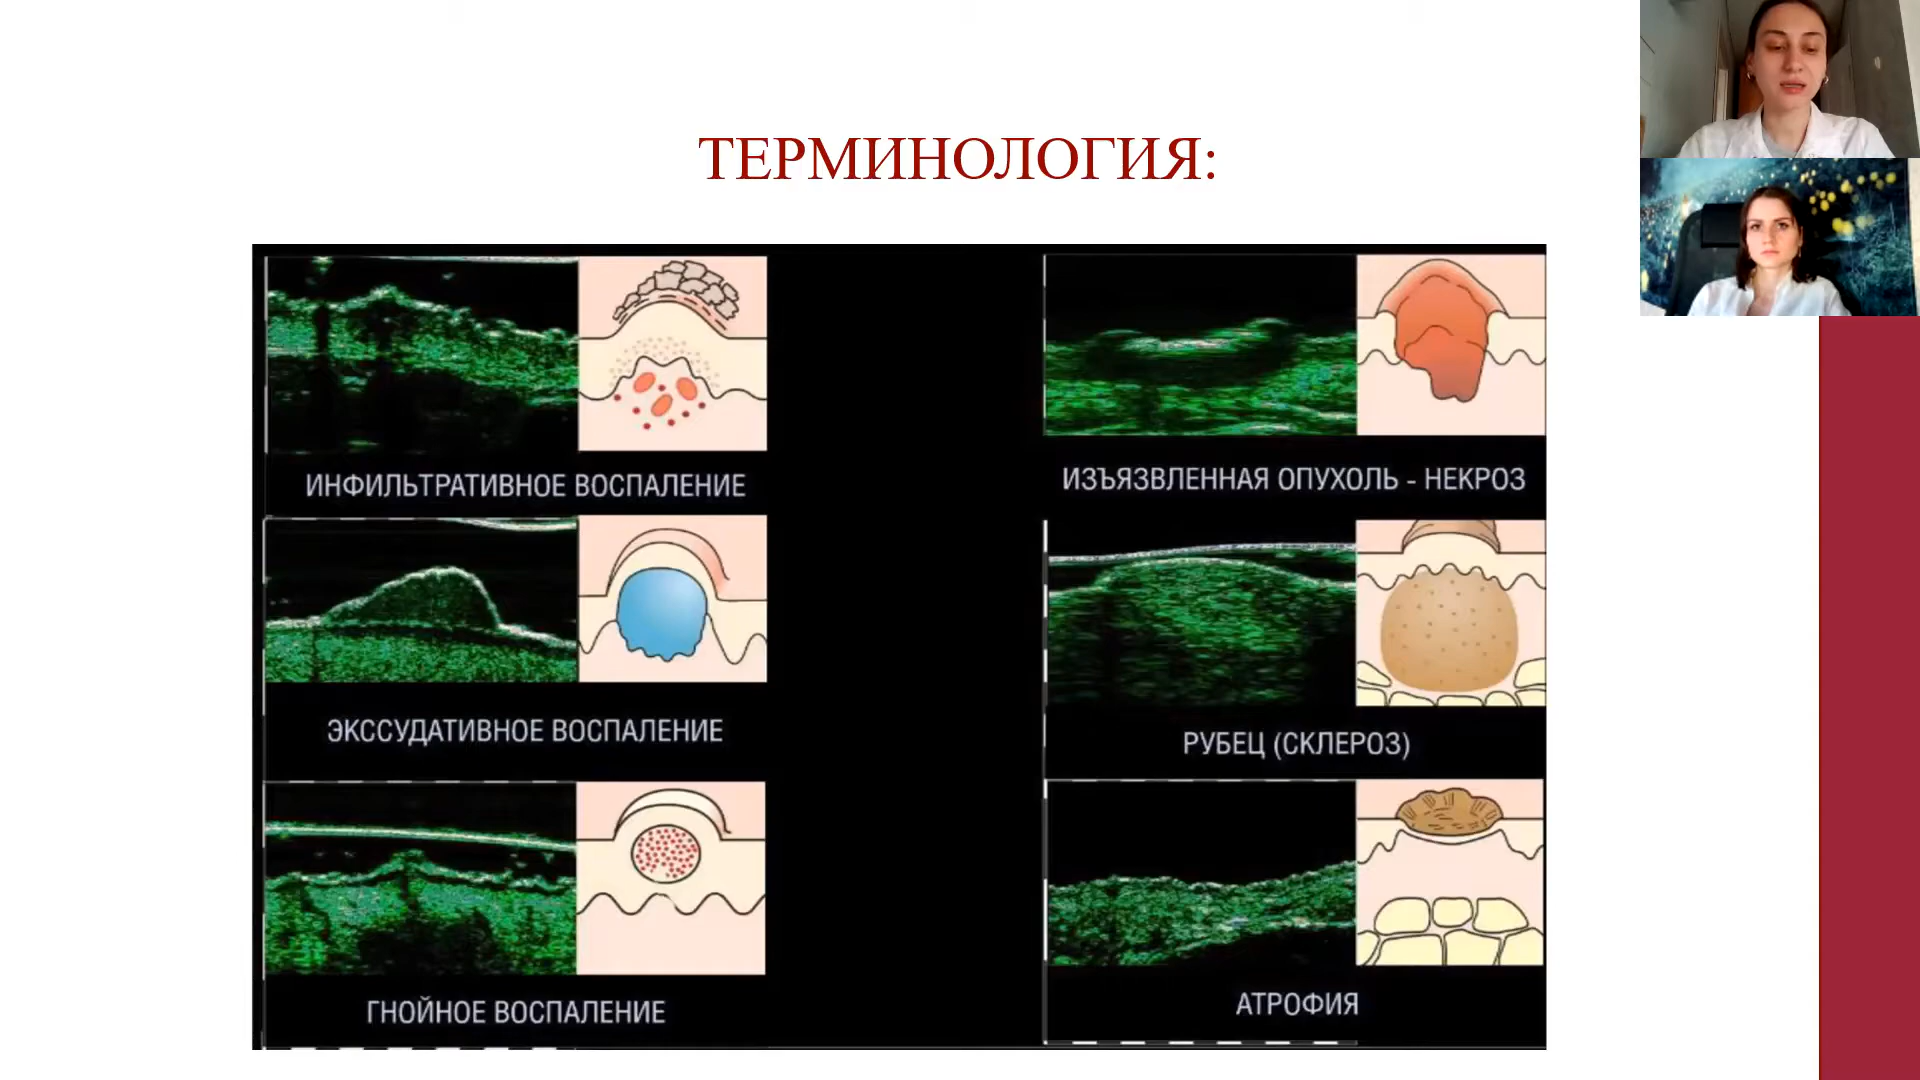 ТЕРМИНОЛОГИЯ:
ИНФИЛЬТРАТИВНОЕ ВОСПАЛЕНИЕ
ИЗЪЯЗВЛЕННАЯ ОПУХОЛЬ - НЕКРОЗ
ЭКССУДАТИВНОЕ ВОСПАЛЕНИЕ
РУБЕЦ (СКЛЕРОЗ)
ГНОЙНОЕ ВОСПАЛЕНИЕ
АТРОФИЯ